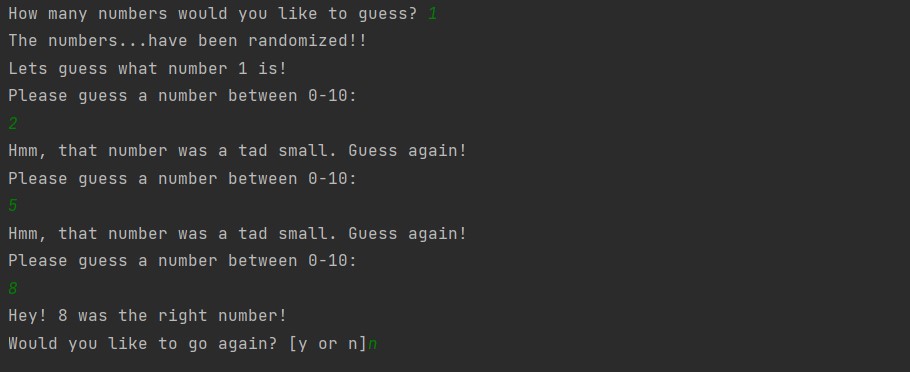 How many numbers would you like to guess? 1
The numbers...have been randomized!!
Lets guess what number 1 is!
Please guess a number between 0-10:
2
Hmm, that number was a tad small. Guess again!
Please guess a number between 0-10:
5
Hmm, that number was a tad small. Guess again!
Please guess a number between 0-10:
8
Hey! 8 was the right number!
Would you like to go again? [y or n]n